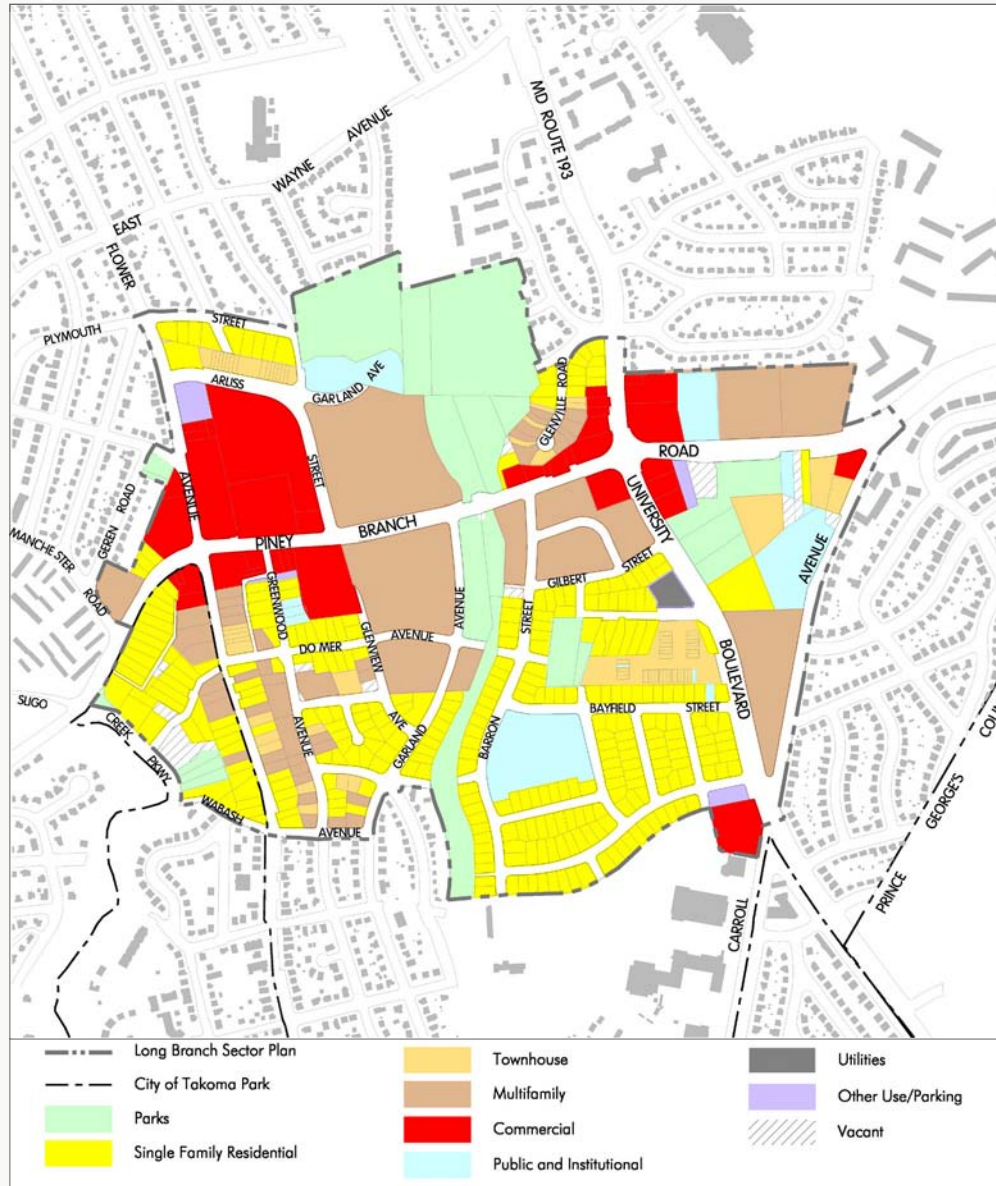 MD ROUTE 193
AVENUE
WAYNE
EAST
FLOWER
PLYMOUTH
STREET
ARLISS
GARLAND AVE
GLENVILLE ROAD
STREET
ROAD
AVENUE
GEREN ROAD
BRANCH
UNIVERSITY
PINEY
MANCHESTER
ROAD
STREET
GILBERT
AVENUE
AVENUE
GREENWOOD
STREET
DOMER
AVENUE
GLENVIEW
BOULEVARD
SLIGO
CREEK
PKWY
AVE
GARLAND
BARRON
BAYFIELD
STREET
AVENUE
WABASH
AVENUE
CARROLL
PRINCE
GEORGE'S
COUN
Long Branch Sector Plan
City of Takoma Park
Parks
Single Family Residential
Townhouse
Multifamily
Commercial
Public and Institutional
Utilities
Other Use/Parking
Vacant